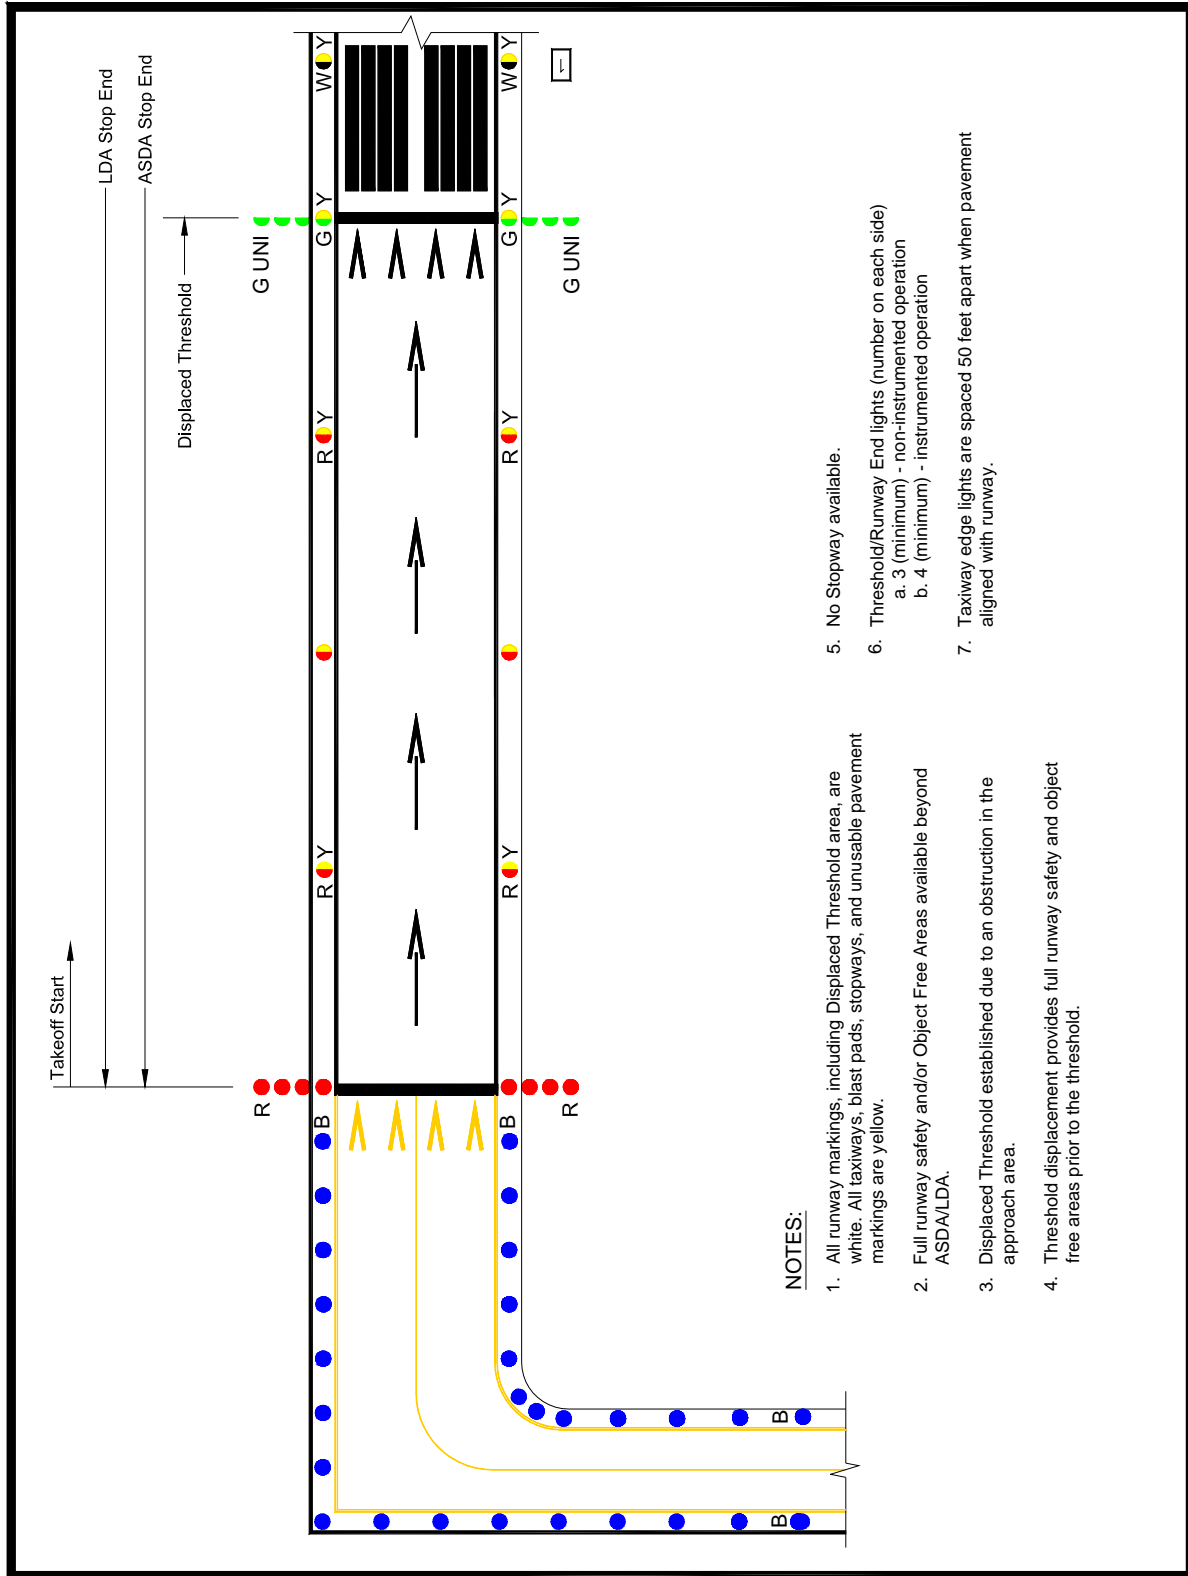 LDA Stop End
ASDA Stop End
Takeoff Start
Displaced Threshold
R
G UNI
B
R Y
R Y
G Y
W Y
B
R Y
R Y
G Y
W Y
R
G UNI
B
B
NOTES:
1. All runway markings, including Displaced Threshold area, are
white. All taxiways, blast pads, stopways, and unusable pavement
markings are yellow.
2. Full runway safety and/or Object Free Areas available beyond
ASDA/LDA.
3. Displaced Threshold established due to an obstruction in the
approach area.
4. Threshold displacement provides full runway safety and object
free areas prior to the threshold.
5. No Stopway available.
6. Threshold/Runway End lights (number on each side)
a. 3 (minimum) - non-instrumented operation
b. 4 (minimum) - instrumented operation
7. Taxiway edge lights are spaced 50 feet apart when pavement
aligned with runway.